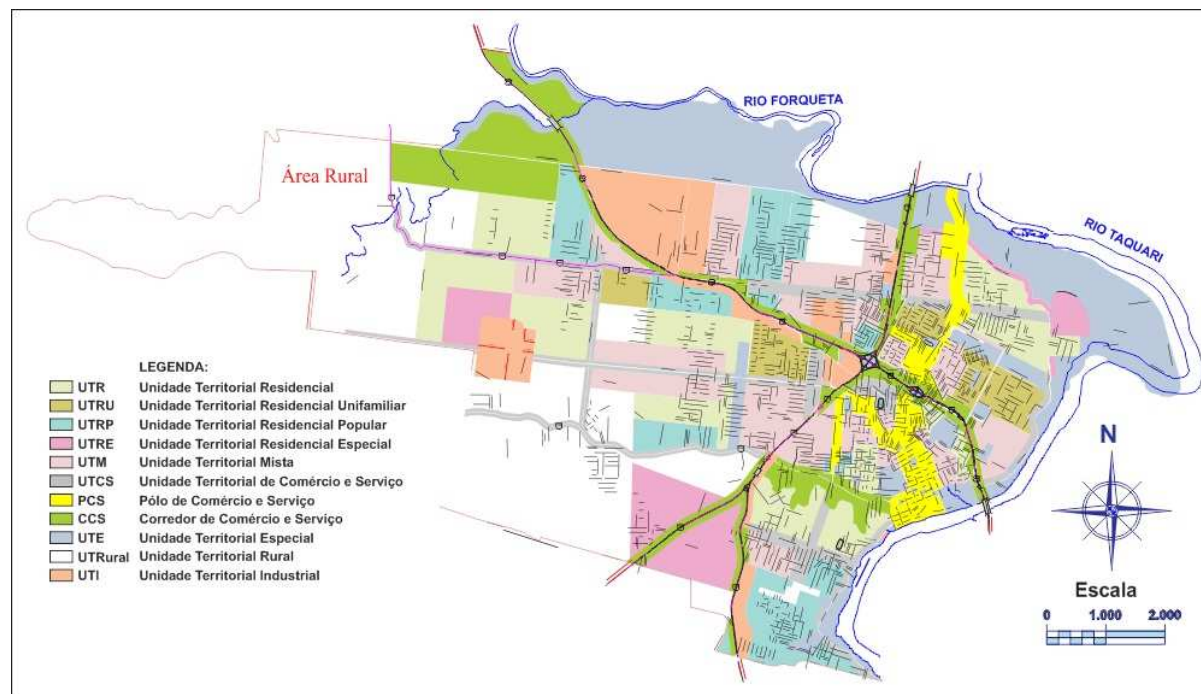 RIO FORQUETA
Área Rural
RIO TAQUARI
LEGENDA:
UTR Unidade Territorial Residencial
UTRU Unidade Territorial Residencial Unifamiliar
UTRP Unidade Territorial Residencial Popular
UTRE Unidade Territorial Residencial Especial
UTM Unidade Territorial Mista
UTCS Unidade Territorial de Comércio e Serviço
PCS Pólo de Comércio e Serviço
CCS Corredor de Comércio e Serviço
UTE Unidade Territorial Especial
UTRural Unidade Territorial Rural
UTI Unidade Territorial Industrial
N
Escala
0 1.000 2.000